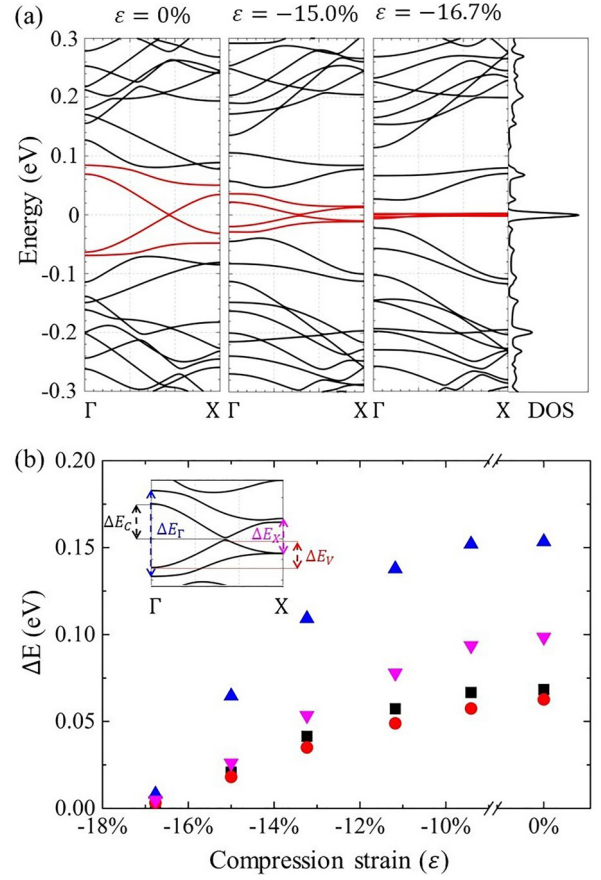 (a) ε = 0% ε = −15.0% ε = −16.7%
0.3
0.2
0.1
0
-0.1
-0.2
-0.3
Energy (eV)
Γ X Γ X Γ X DOS
(b)
0.20
0.15
0.10
0.05
0.00
ΔE (eV)
ΔE_C ΔE_Γ ΔE_X ΔE_V
Γ X
-18% -16% -14% -12% -10% 0%
Compression strain (ε)